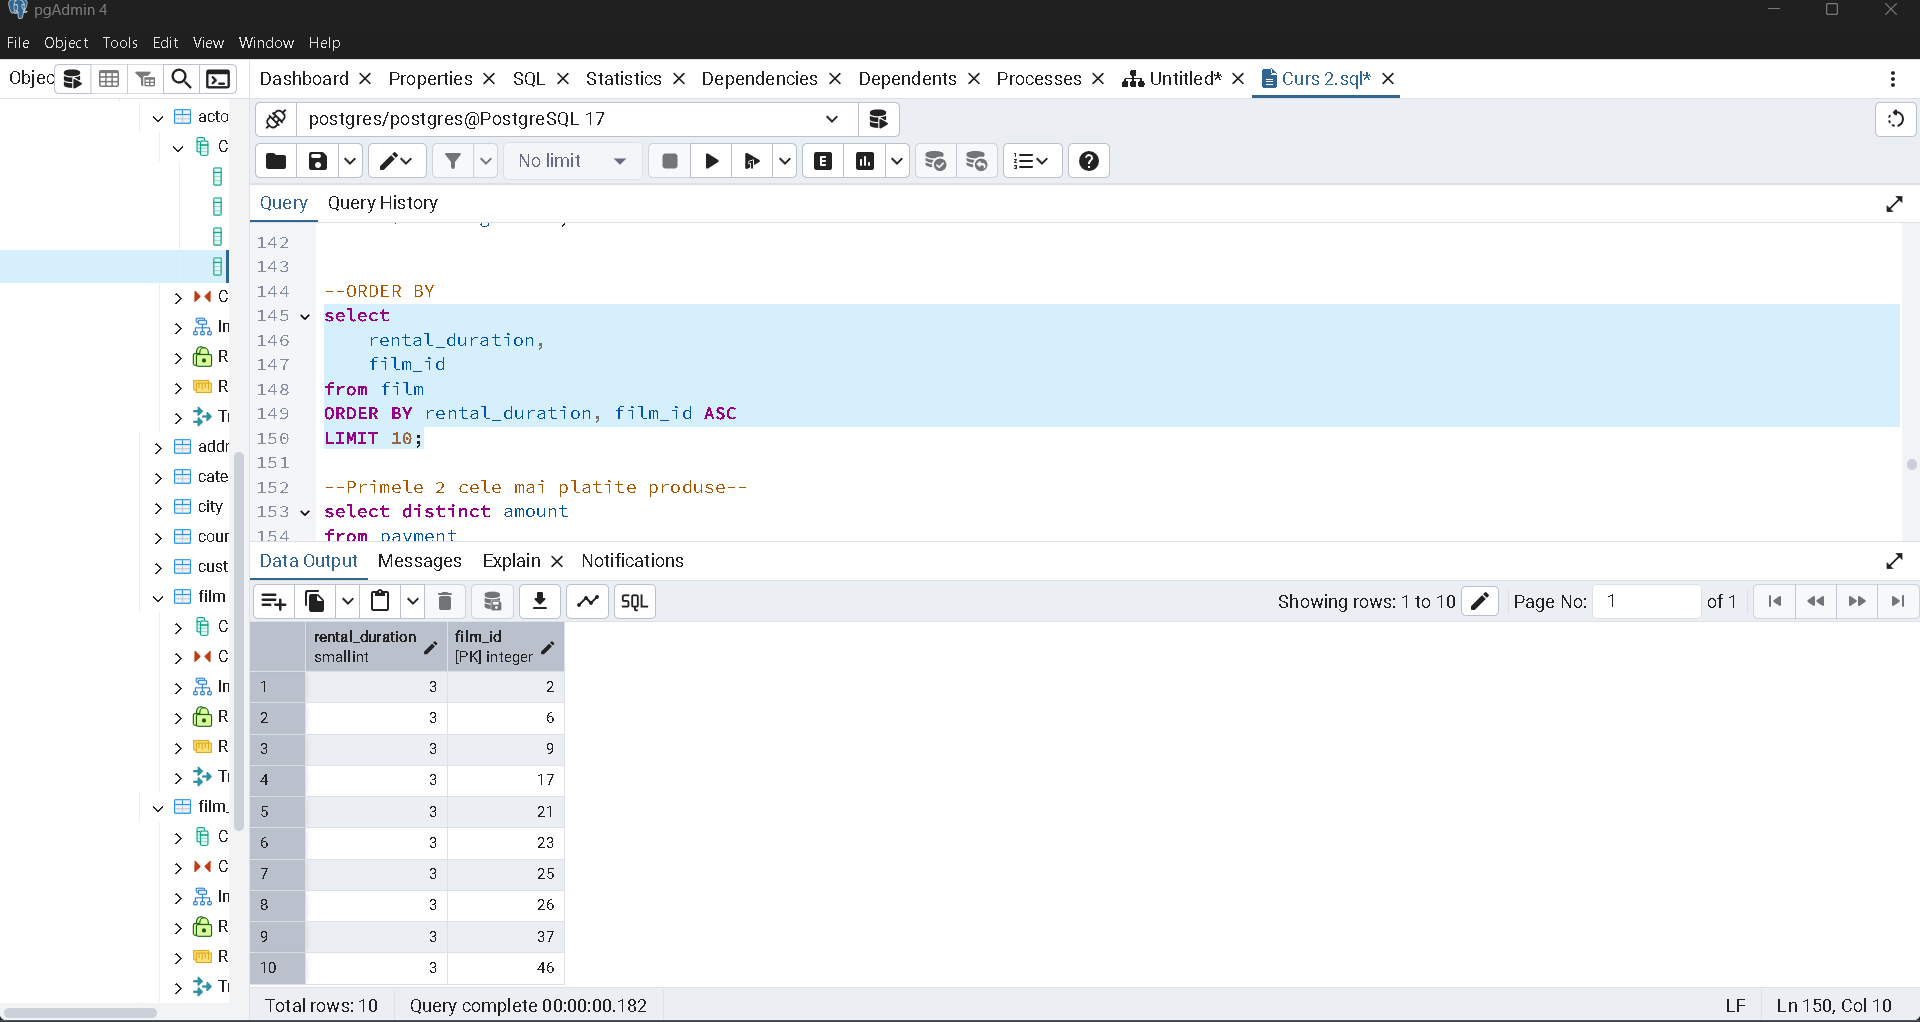 pgAdmin 4
File Object Tools Edit View Window Help
Objec
Dashboard Properties SQL Statistics Dependencies Dependents Processes Untitled* Curs 2.sql*
postgres/postgres@PostgreSQL 17
No limit
E
Query Query History
142
143
144 --ORDER BY
145 select
146 rental_duration,
147 film_id
148 from film
149 ORDER BY rental_duration, film_id ASC
150 LIMIT 10;
151
152 --Primele 2 cele mai platite produse--
153 select distinct amount
154 from payment
acto
C
C
In
R
R
Tr
addr
cate
city
cour
cust
film
C
C
In
R
R
Tr
film_
C
C
In
R
R
Tr
Data Output Messages Explain Notifications
SQL
Showing rows: 1 to 10 Page No: 1 of 1
rental_duration smallint film_id [PK] integer
1 3 2
2 3 6
3 3 9
4 3 17
5 3 21
6 3 23
7 3 25
8 3 26
9 3 37
10 3 46
Total rows: 10 Query complete 00:00:00.182 LF Ln 150, Col 10